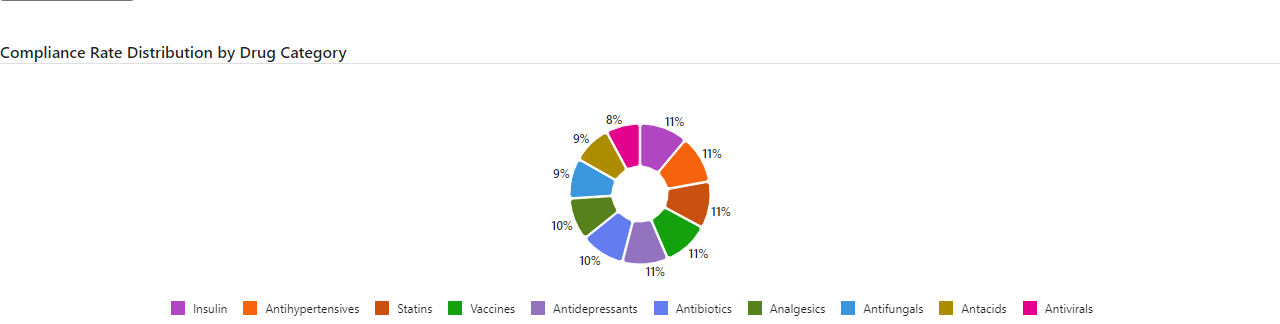 Compliance Rate Distribution by Drug Category
8% 11%
9% 11%
9% 11%
10% 11%
10% 11%
Insulin Antihypertensives Statins Vaccines Antidepressants Antibiotics Analgesics Antifungals Antacids Antivirals